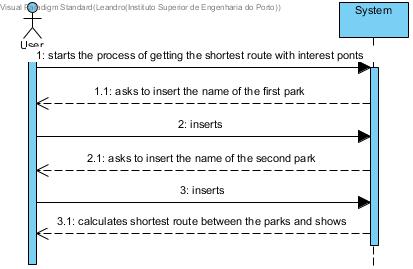 Visual Paradigm Standard(Leandro(Instituto Superior de Engenharia do Porto))
System
User
1: starts the process of getting the shortest route with interest ponts
1.1: asks to insert the name of the first park
2: inserts
2.1: asks to insert the name of the second park
3: inserts
3.1: calculates shortest route between the parks and shows